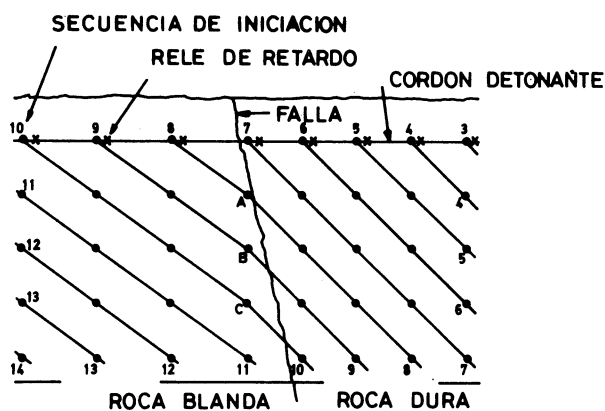 SECUENCIA DE INICIACION
RELE DE RETARDO
CORDON DETONANTE
FALLA
10 9 8 7 6 5 4 3
11 A 4
12 B 5
13 C 6
14 13 12 11 10 9 8 7
ROCA BLANDA ROCA DURA